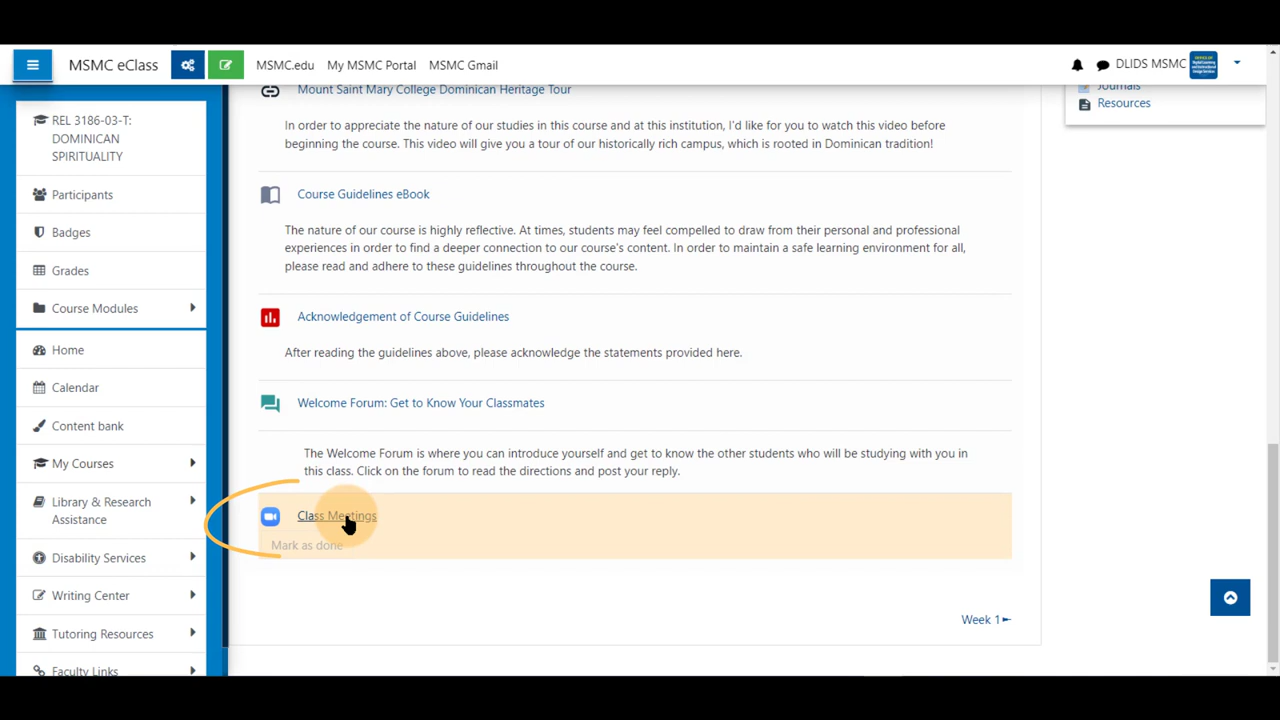 MSMC eClass
MSMC.edu
My MSMC Portal
MSMC Gmail
DLIDS MSMC
REL 3186-03-T:
DOMINICAN
SPIRITUALITY
Participants
Badges
Grades
Course Modules
Home
Calendar
Content bank
My Courses
Library & Research
Assistance
Disability Services
Writing Center
Tutoring Resources
Faculty Links
Mount Saint Mary College Dominican Heritage Tour
In order to appreciate the nature of our studies in this course and at this institution, I'd like for you to watch this video before
beginning the course. This video will give you a tour of our historically rich campus, which is rooted in Dominican tradition!
Course Guidelines eBook
The nature of our course is highly reflective. At times, students may feel compelled to draw from their personal and professional
experiences in order to find a deeper connection to our course's content. In order to maintain a safe learning environment for all,
please read and adhere to these guidelines throughout the course.
Acknowledgement of Course Guidelines
After reading the guidelines above, please acknowledge the statements provided here.
Welcome Forum: Get to Know Your Classmates
The Welcome Forum is where you can introduce yourself and get to know the other students who will be studying with you in
this class. Click on the forum to read the directions and post your reply.
Class Meetings
Mark as done
Week 1►
Journals
Resources